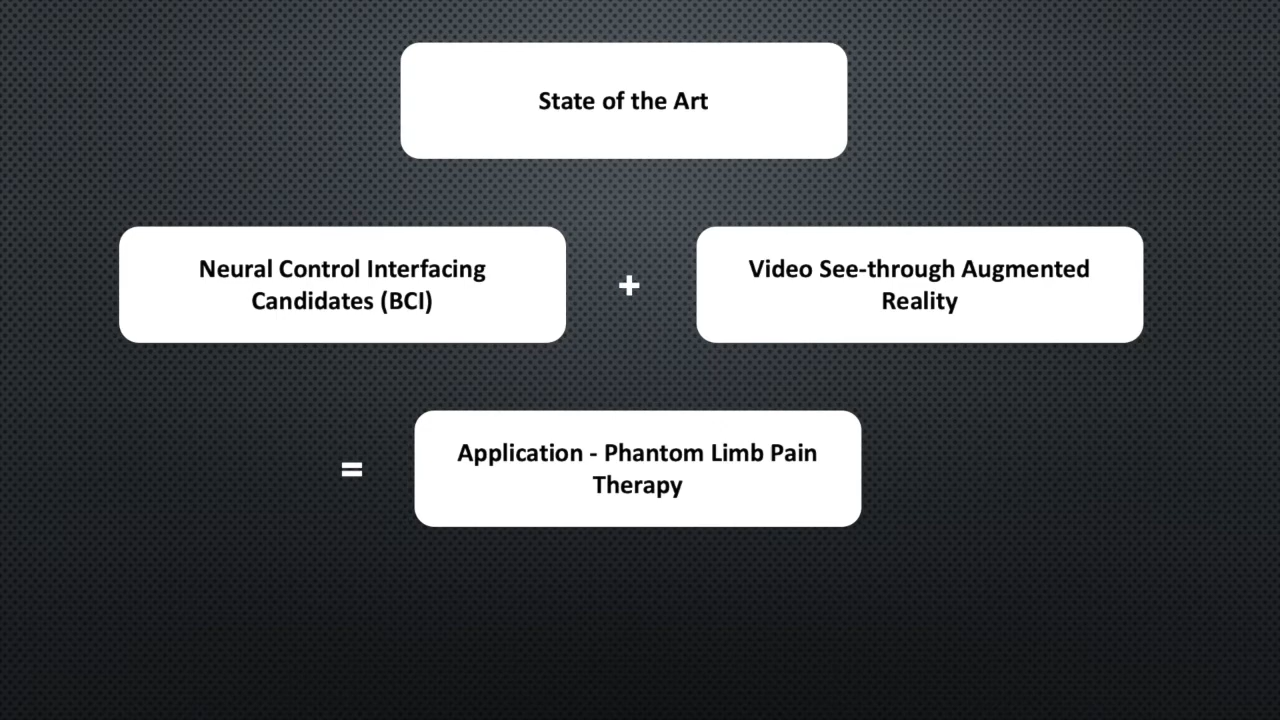 State of the Art
Neural Control Interfacing
Candidates (BCI)
+
Video See-through Augmented
Reality
=
Application - Phantom Limb Pain
Therapy